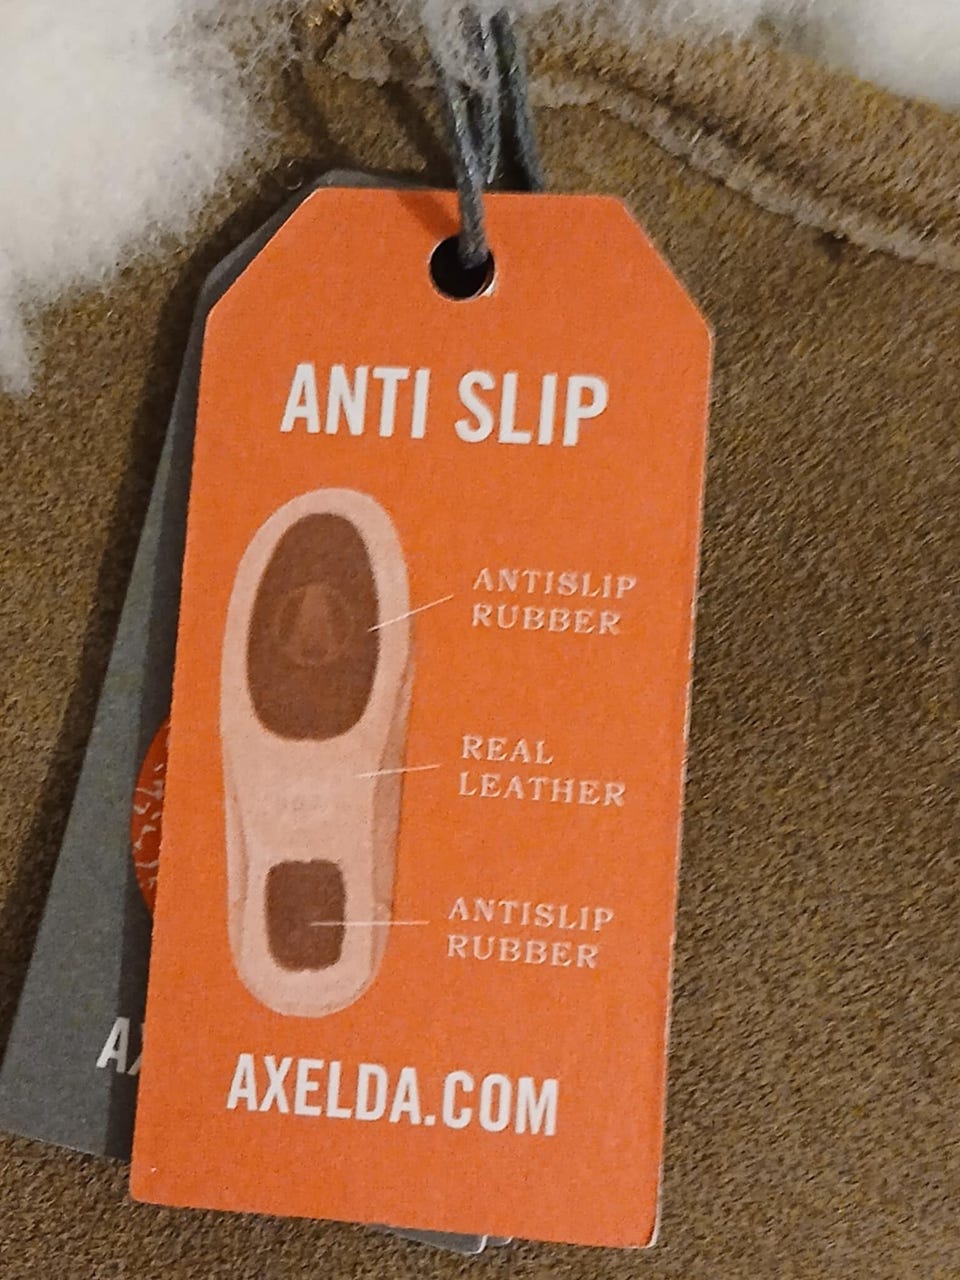 ANTI SLIP
ANTISLIP
RUBBER
REAL
LEATHER
ANTISLIP
RUBBER
AXELDA.COM